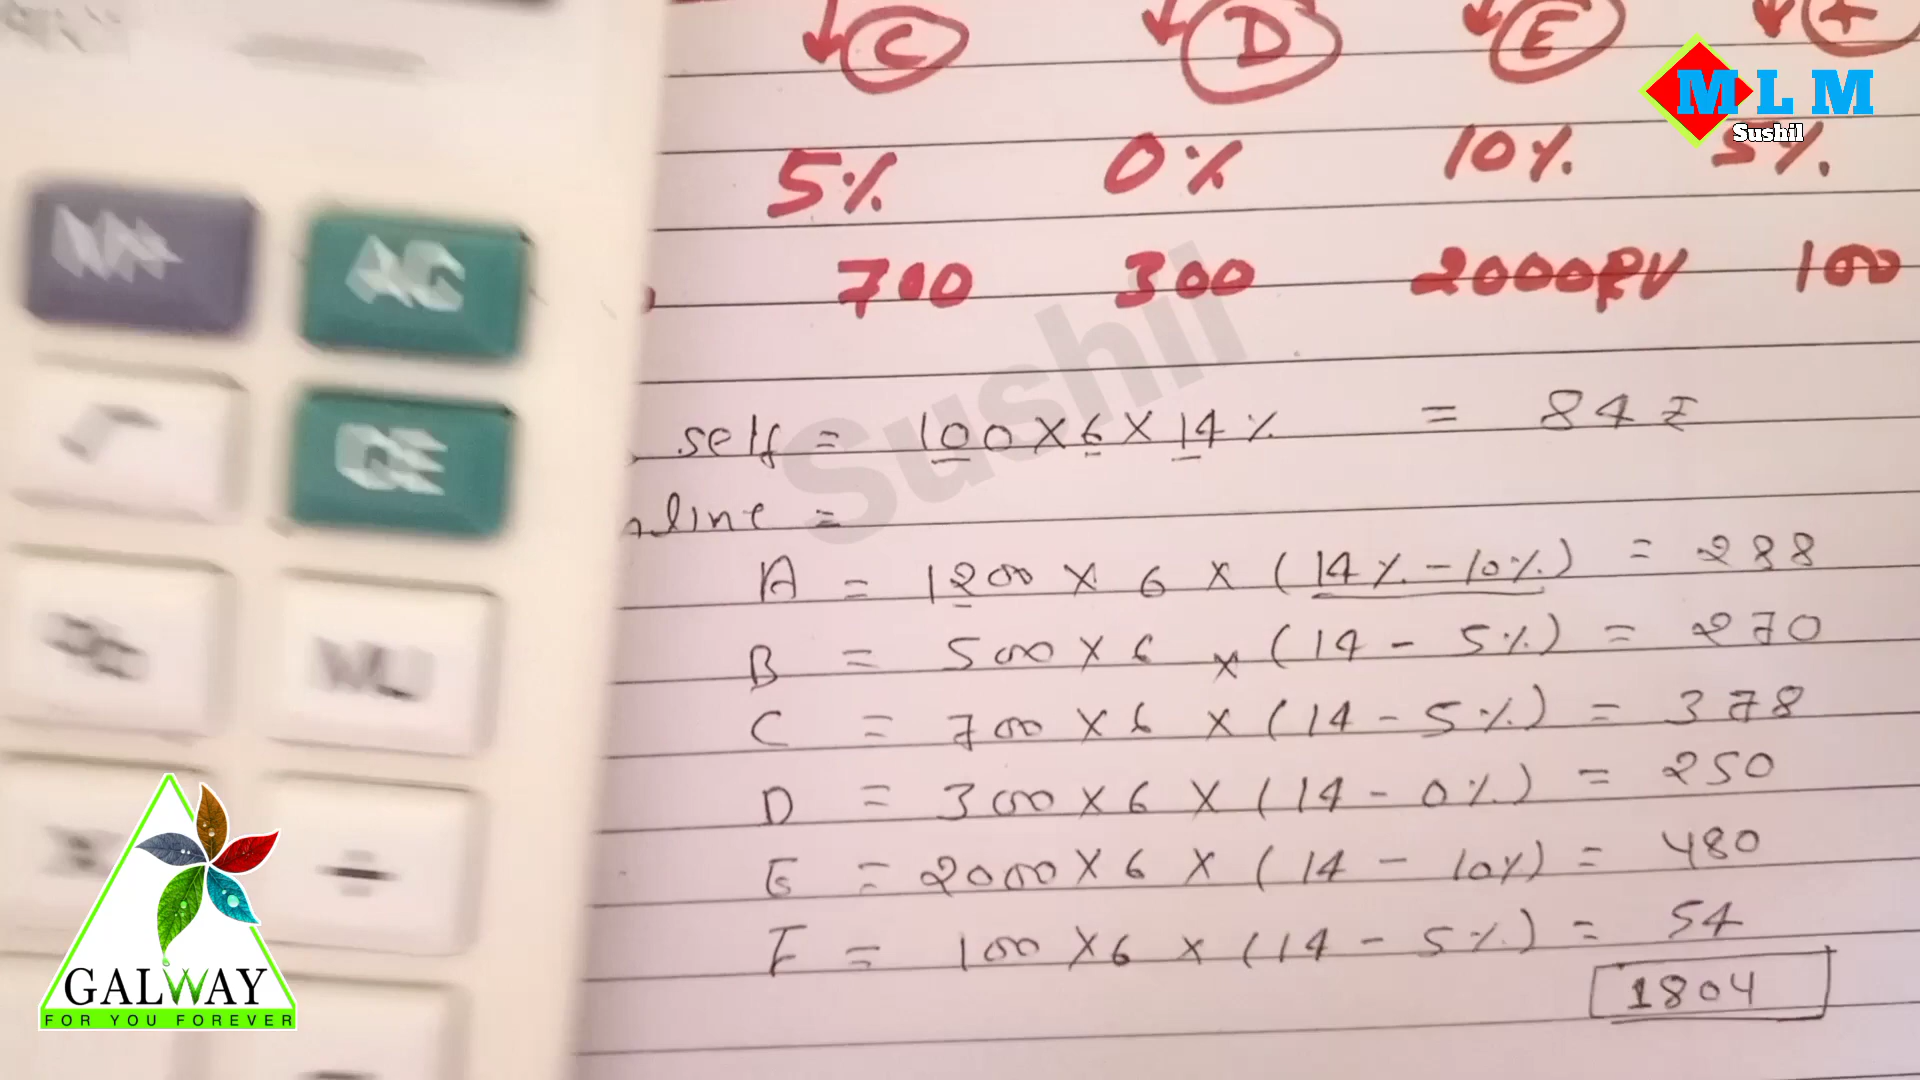 C D E
M L M
Sushil
5% 0% 10% 5%
700 300 2000RV 100
AC
CE
self = 100 X 6 X 14% = 84 ₹
line =
A = 1200 X 6 X (14% - 10%) = 288
B = 500 X 6 X (14 - 5%) = 270
C = 700 X 6 X (14 - 5%) = 378
D = 300 X 6 X (14 - 0%) = 250
E = 2000 X 6 X (14 - 10%) = 480
F = 100 X 6 X (14 - 5%) = 54
1804
Sushil
÷
GALWAY
FOR YOU FOREVER